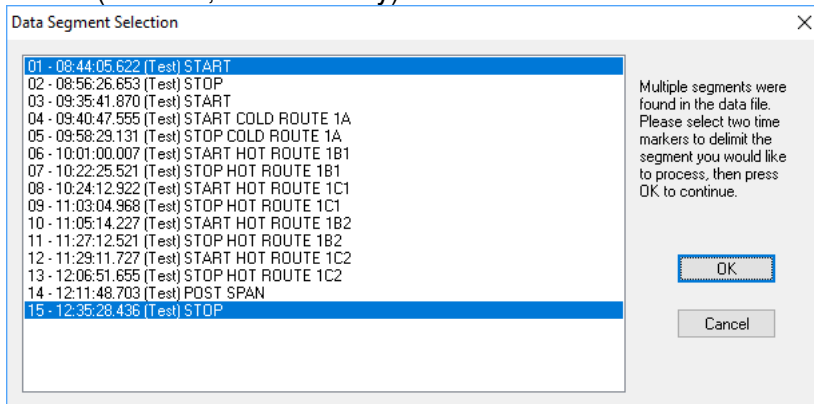 Data Segment Selection
01 - 08:44:05.622 (Test) START
02 - 08:56:26.653 (Test) STOP
03 - 09:35:41.870 (Test) START
04 - 09:40:47.555 (Test) START COLD ROUTE 1A
05 - 09:58:29.131 (Test) STOP COLD ROUTE 1A
06 - 10:01:00.007 (Test) START HOT ROUTE 1B1
07 - 10:22:25.521 (Test) STOP HOT ROUTE 1B1
08 - 10:24:12.922 (Test) START HOT ROUTE 1C1
09 - 11:03:04.968 (Test) STOP HOT ROUTE 1C1
10 - 11:05:14.227 (Test) START HOT ROUTE 1B2
11 - 11:27:12.521 (Test) STOP HOT ROUTE 1B2
12 - 11:29:11.727 (Test) START HOT ROUTE 1C2
13 - 12:06:51.655 (Test) STOP HOT ROUTE 1C2
14 - 12:11:48.703 (Test) POST SPAN
15 - 12:35:28.436 (Test) STOP
Multiple segments were
found in the data file.
Please select two time
markers to delimit the
segment you would like
to process, then press
OK to continue.
OK
Cancel